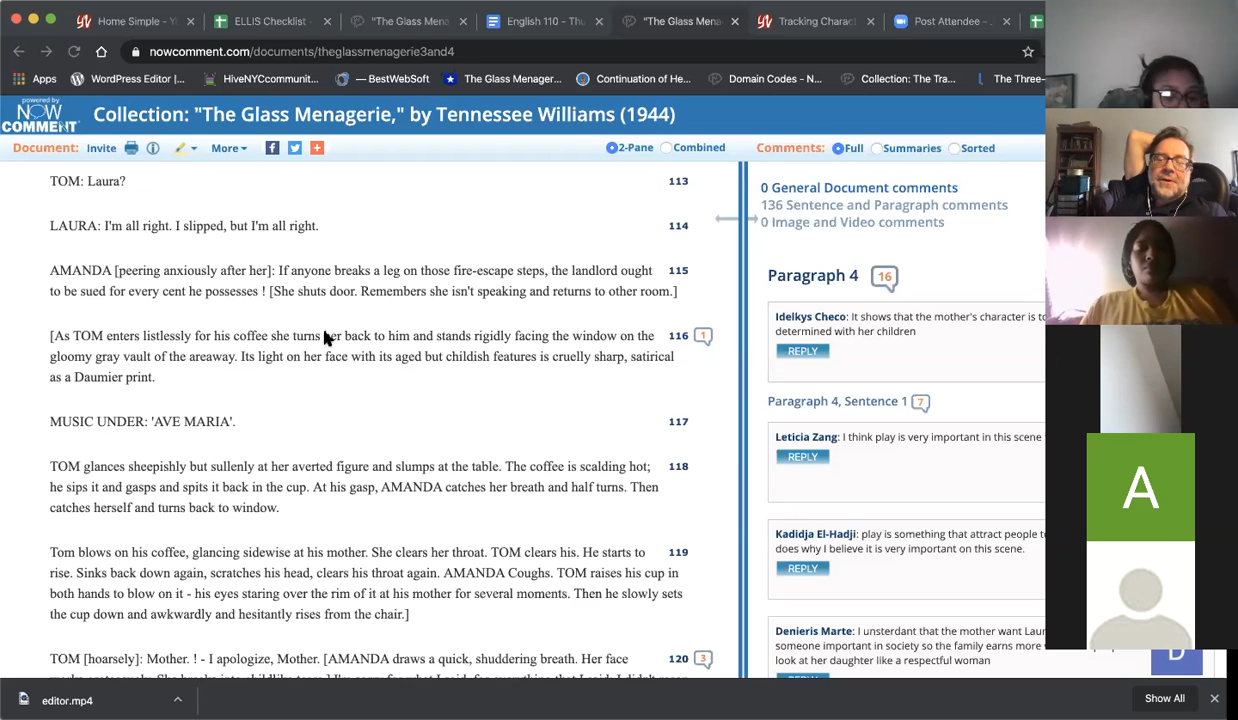 Home Simple - Y
ELLIS Checklist -
"The Glass Mena
English 110 - Thu
"The Glass Mena
Tracking Charac
Post Attendee –
nowcomment.com/documents/theglassmenagerie3and4
Apps
WordPress Editor |...
HiveNYCcommunit...
— BestWebSoft
The Glass Menager...
Continuation of He...
Domain Codes - N...
Collection: The Tra...
The Three-
powered by
NOW
COMMENT
Collection: "The Glass Menagerie," by Tennessee Williams (1944)
Document: Invite More 2-Pane Combined Comments: Full Summaries Sorted
TOM: Laura? 113
LAURA: I'm all right. I slipped, but I'm all right. 114
AMANDA [peering anxiously after her]: If anyone breaks a leg on those fire-escape steps, the landlord ought 115
to be sued for every cent he possesses ! [She shuts door. Remembers she isn't speaking and returns to other room.]
[As TOM enters listlessly for his coffee she turns her back to him and stands rigidly facing the window on the 116 1
gloomy gray vault of the areaway. Its light on her face with its aged but childish features is cruelly sharp, satirical
as a Daumier print.
MUSIC UNDER: 'AVE MARIA'. 117
TOM glances sheepishly but sullenly at her averted figure and slumps at the table. The coffee is scalding hot; 118
he sips it and gasps and spits it back in the cup. At his gasp, AMANDA catches her breath and half turns. Then
catches herself and turns back to window.
Tom blows on his coffee, glancing sidewise at his mother. She clears her throat. TOM clears his. He starts to 119
rise. Sinks back down again, scratches his head, clears his throat again. AMANDA Coughs. TOM raises his cup in
both hands to blow on it - his eyes staring over the rim of it at his mother for several moments. Then he slowly sets
the cup down and awkwardly and hesitantly rises from the chair.]
TOM [hoarsely]: Mother. ! - I apologize, Mother. [AMANDA draws a quick, shuddering breath. Her face 120 3
0 General Document comments
136 Sentence and Paragraph comments
0 Image and Video comments
Paragraph 4 16
Idelkys Checo: It shows that the mother's character is to
determined with her children
REPLY
Paragraph 4, Sentence 1 7
Leticia Zang: I think play is very important in this scene
REPLY
Kadidja El-Hadji: play is something that attract people to
does why I believe it is very important on this scene.
REPLY
Denieris Marte: I unsterdant that the mother want Lau
someone important in society so the family earns more
look at her daughter like a respectful woman
A
editor.mp4
Show All